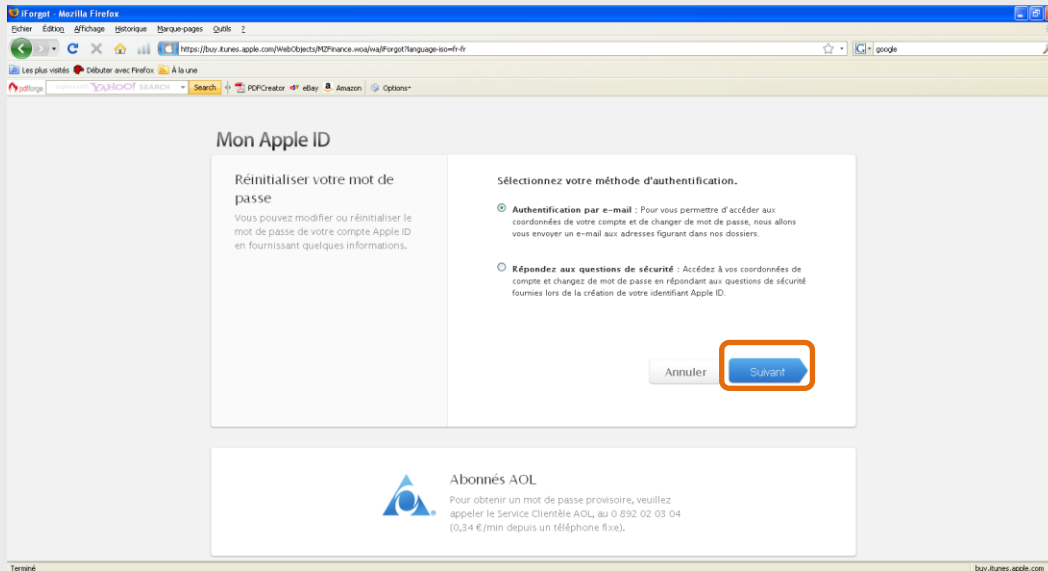 iForgot - Mozilla Firefox
Fichier Édition Affichage Historique Marque-pages Outils ?
https://buy.itunes.apple.com/WebObjects/MZFinance.woa/wa/iForgot?language-iso=fr-fr google
Les plus visités Débuter avec Firefox À la une
pdfforge YAHOO! SEARCH Search PDFCreator eBay Amazon Options
Mon Apple ID
Réinitialiser votre mot de
passe
Vous pouvez modifier ou réinitialiser le
mot de passe de votre compte Apple ID
en fournissant quelques informations.
Sélectionnez votre méthode d'authentification.
Authentification par e-mail : Pour vous permettre d'accéder aux
coordonnées de votre compte et de changer de mot de passe, nous allons
vous envoyer un e-mail aux adresses figurant dans nos dossiers.
Répondez aux questions de sécurité : Accédez à vos coordonnées de
compte et changez de mot de passe en répondant aux questions de sécurité
fournies lors de la création de votre identifiant Apple ID.
Annuler Suivant
Abonnés AOL
Pour obtenir un mot de passe provisoire, veuillez
appeler le Service Clientèle AOL, au 0 892 02 03 04
(0,34 €/min depuis un téléphone fixe).
Terminé buy.itunes.apple.com